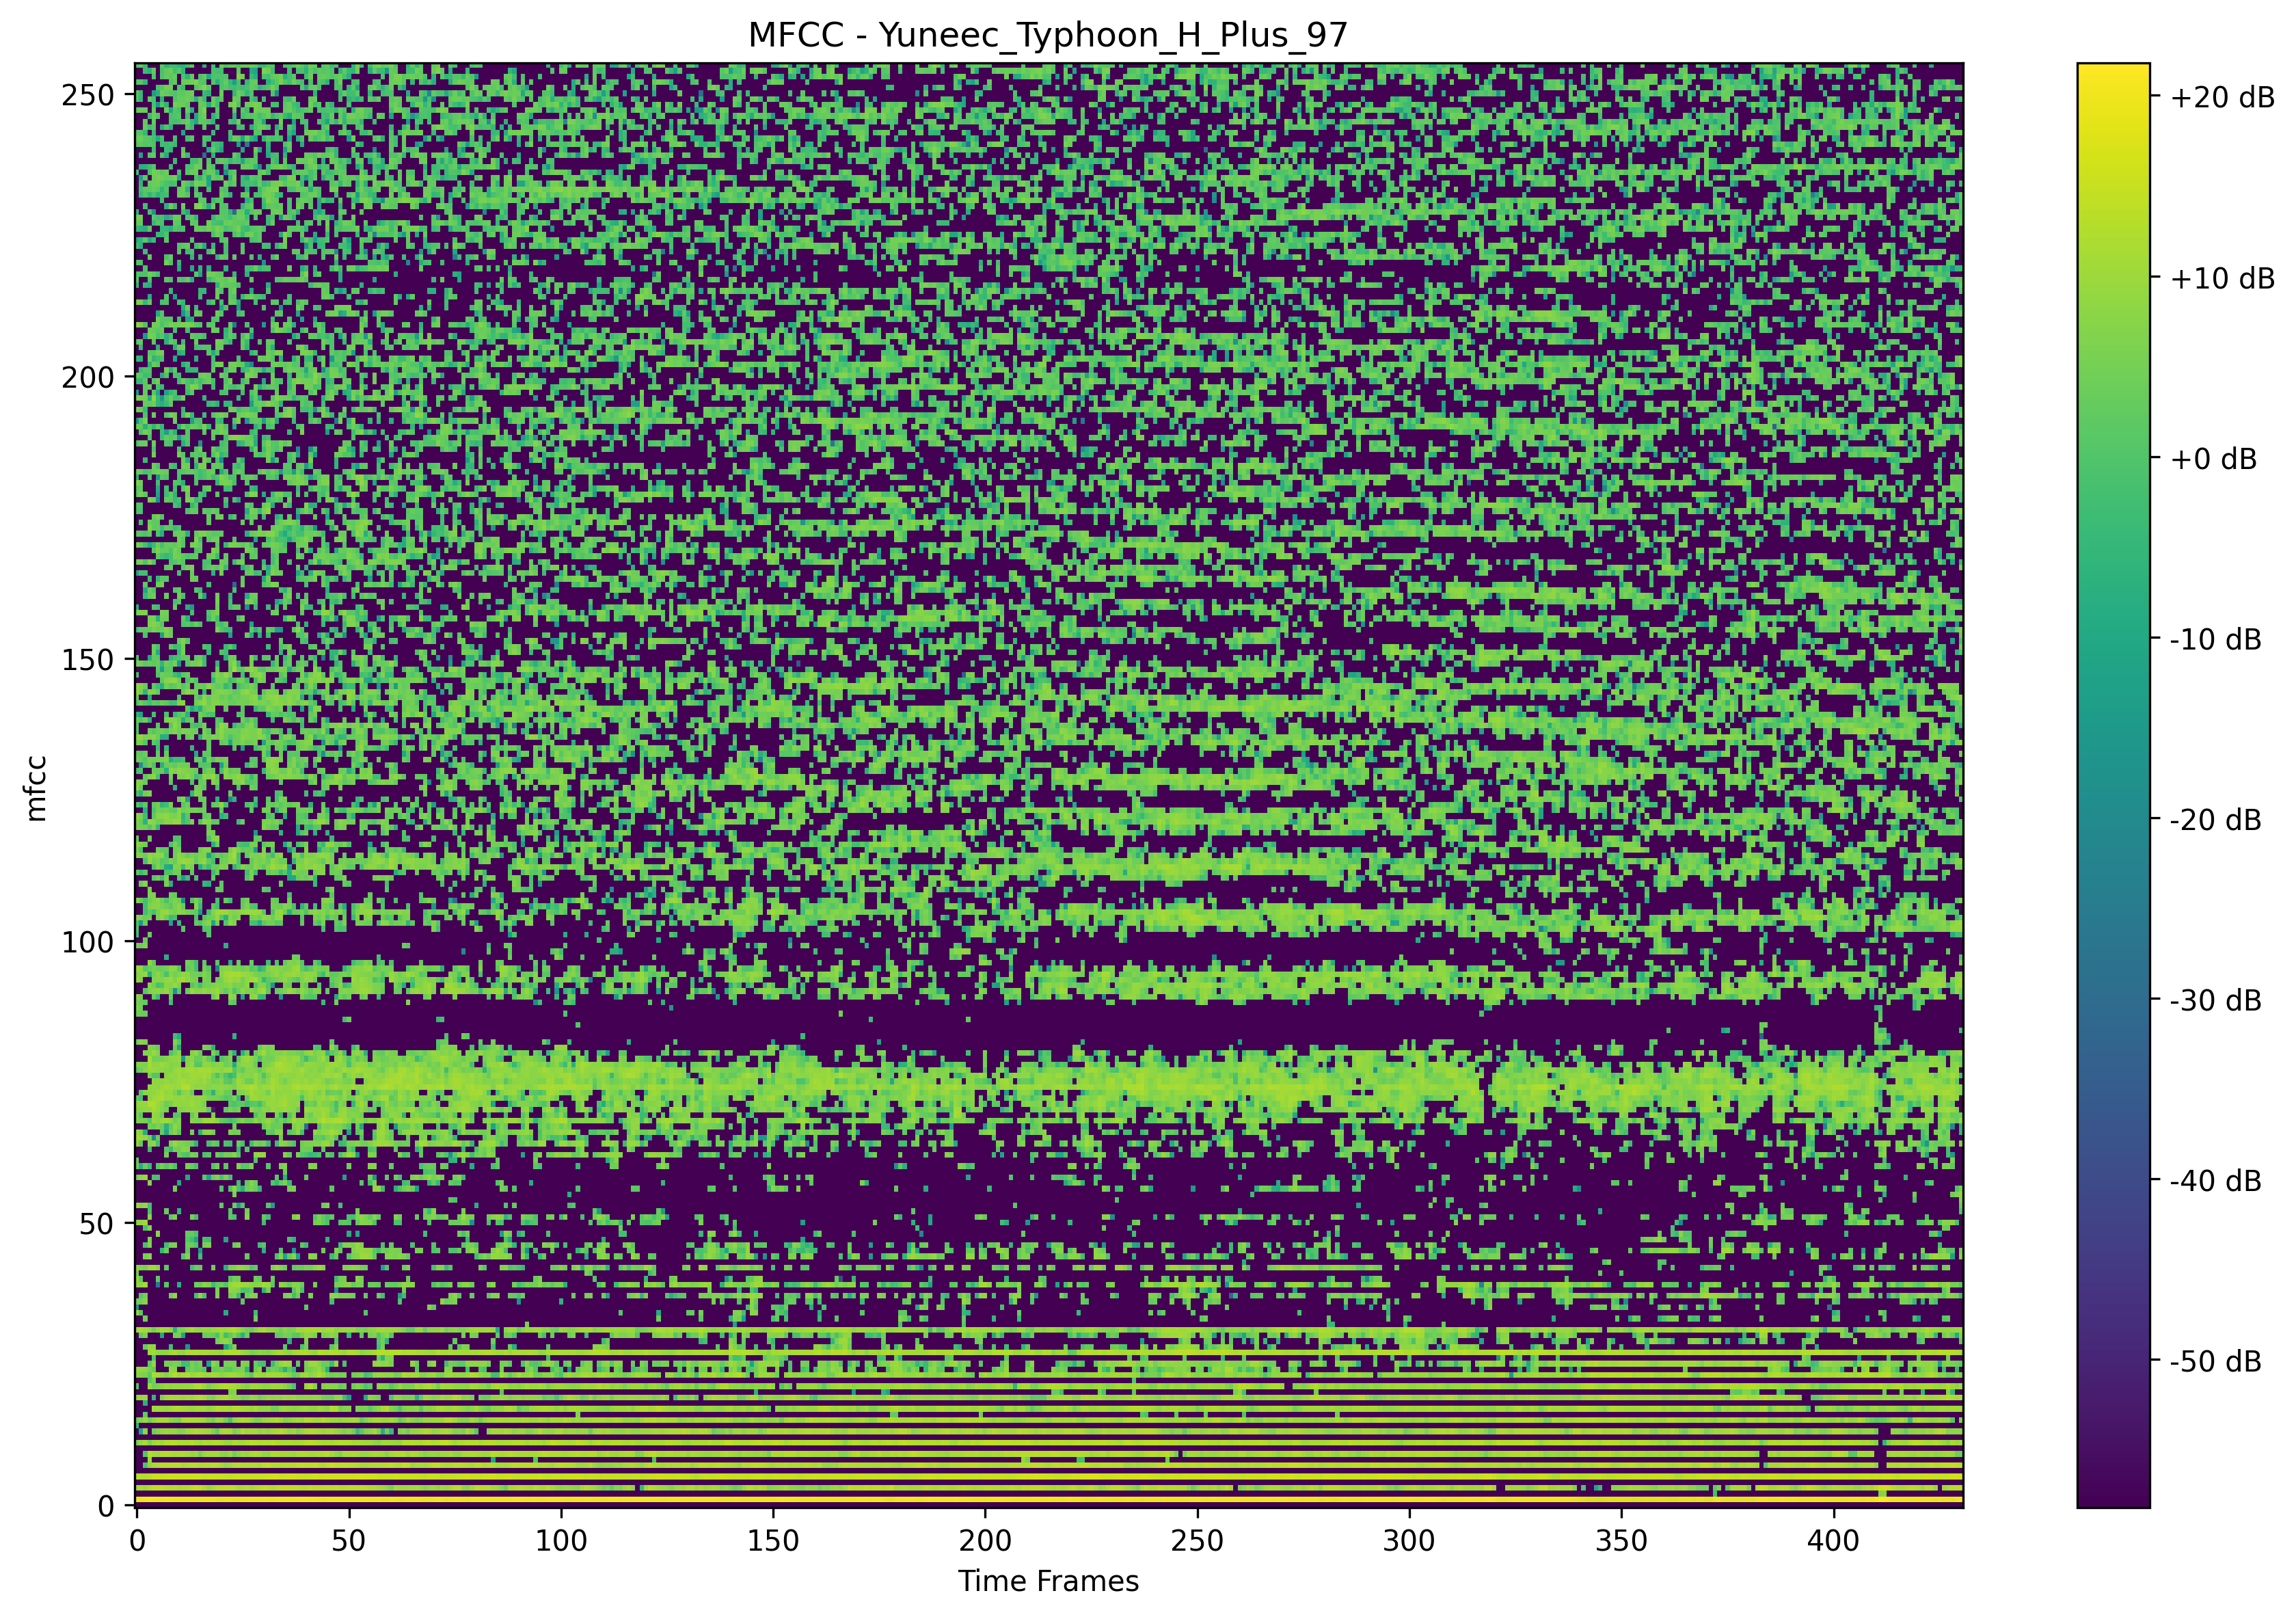 MFCC - Yuneec_Typhoon_H_Plus_97
250
200
150
100
50
0
mfcc
0 50 100 150 200 250 300 350 400
Time Frames
+20 dB
+10 dB
+0 dB
-10 dB
-20 dB
-30 dB
-40 dB
-50 dB